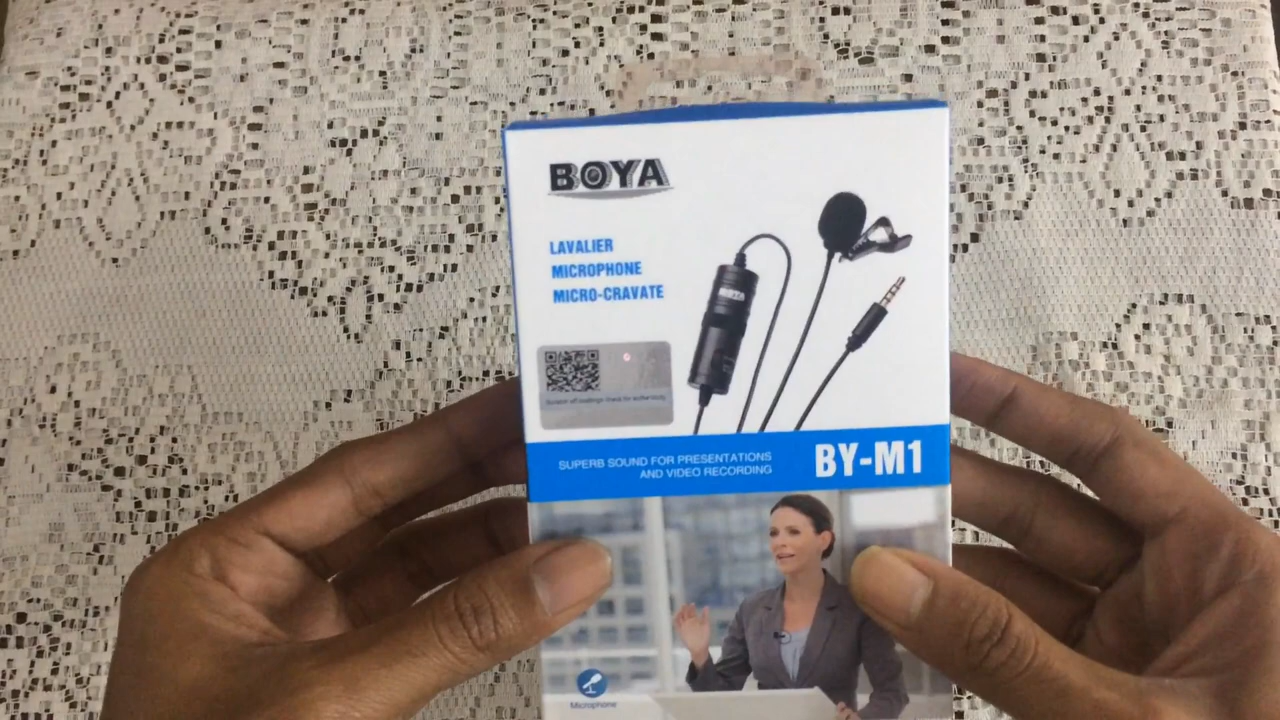 BOYA
LAVALIER
MICROPHONE
MICRO-CRAVATE
BOYA
SUPERB SOUND FOR PRESENTATIONS
AND VIDEO RECORDING
BY-M1
Microphone